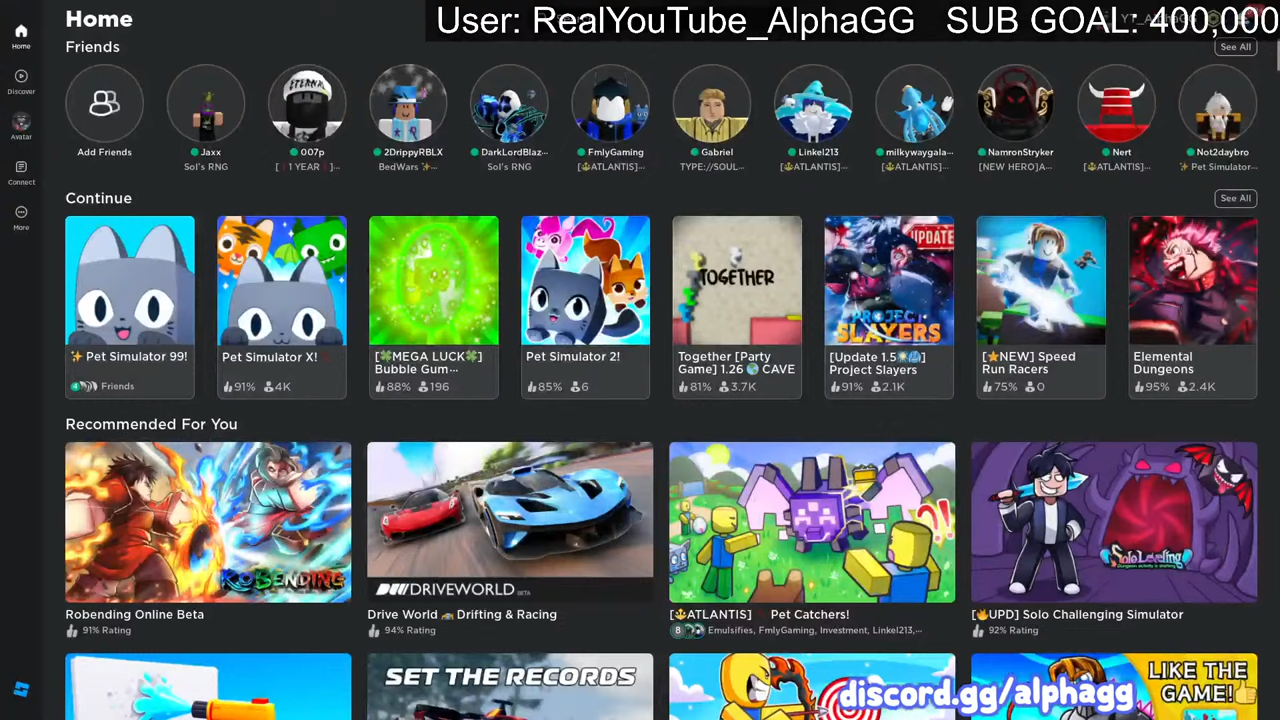 User: RealYouTube_AlphaGG SUB GOAL: 400,000
Home
Friends
See All
Home
Discover
Avatar
Connect
More
Add Friends
Jaxx
Sol's RNG
007p
[❗1 YEAR❗]...
2DrippyRBLX
BedWars ✨...
DarkLordBlaz...
Sol's RNG
FmlyGaming
[🔱ATLANTIS]...
Gabriel
TYPE://SOUL...
Linkel213
[🔱ATLANTIS]...
milkywaygala...
[🔱ATLANTIS]...
NamronStryker
[NEW HERO]A...
Nert
[🔱ATLANTIS]...
Not2daybro
✨ Pet Simulator...
Continue
See All
TOGETHER
UPDATE
PROJECT
SLAYERS
✨ Pet Simulator 99!
4 Friends
Pet Simulator X!
91% 4K
[🍀MEGA LUCK🍀]
Bubble Gum...
88% 196
Pet Simulator 2!
85% 6
Together [Party
Game] 1.26 🌎 CAVE
81% 3.7K
[Update 1.5
Project Slayers
91% 2.1K
[⭐NEW] Speed
Run Racers
75% 0
Elemental
Dungeons
95% 2.4K
Recommended For You
ROBENDING
DRIVEWORLD BETA
Solo Leveling
Robending Online Beta
91% Rating
Drive World 🚗 Drifting & Racing
94% Rating
[🔱ATLANTIS] Pet Catchers!
8 Emulsifies, FmlyGaming, Investment, Linkel213,...
[🔥UPD] Solo Challenging Simulator
92% Rating
SET THE RECORDS
LIKE THE
GAME!
discord.gg/alphagg